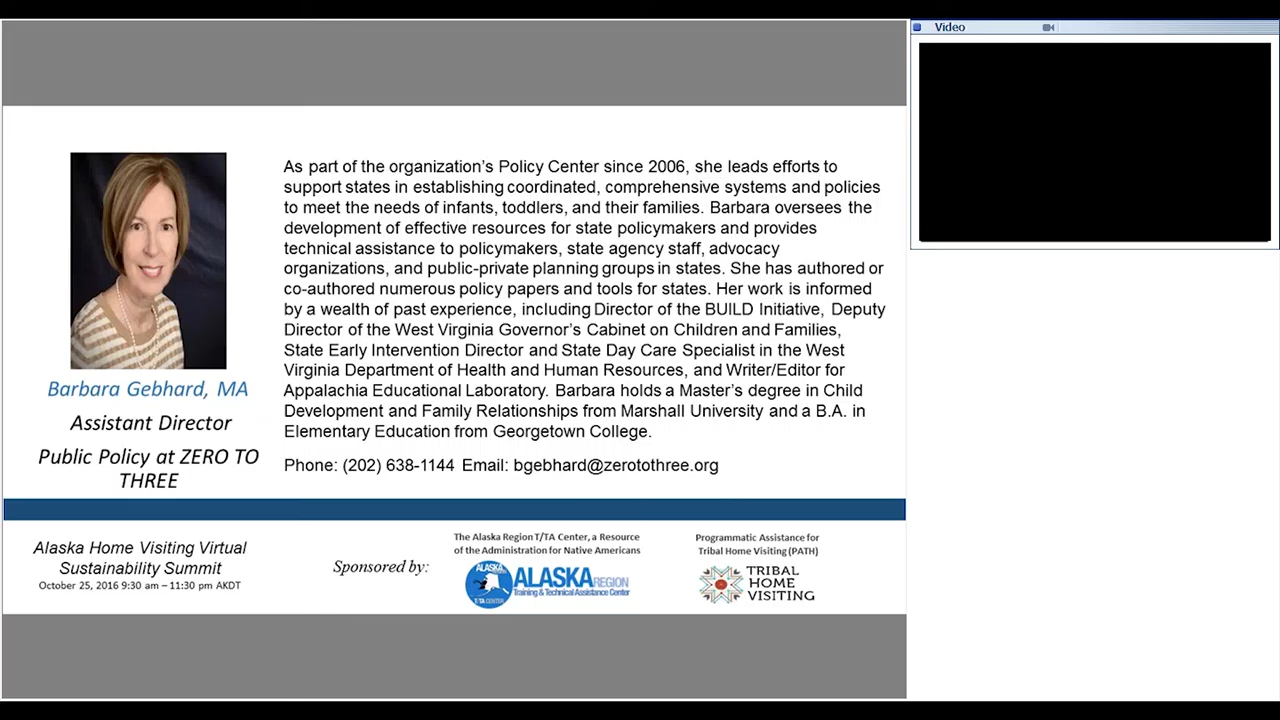 Video
As part of the organization's Policy Center since 2006, she leads efforts to
support states in establishing coordinated, comprehensive systems and policies
to meet the needs of infants, toddlers, and their families. Barbara oversees the
development of effective resources for state policymakers and provides
technical assistance to policymakers, state agency staff, advocacy
organizations, and public-private planning groups in states. She has authored or
co-authored numerous policy papers and tools for states. Her work is informed
by a wealth of past experience, including Director of the BUILD Initiative, Deputy
Director of the West Virginia Governor's Cabinet on Children and Families,
State Early Intervention Director and State Day Care Specialist in the West
Virginia Department of Health and Human Resources, and Writer/Editor for
Appalachia Educational Laboratory. Barbara holds a Master's degree in Child
Development and Family Relationships from Marshall University and a B.A. in
Elementary Education from Georgetown College.
Phone: (202) 638-1144 Email: bgebhard@zerotothree.org
Barbara Gebhard, MA
Assistant Director
Public Policy at ZERO TO
THREE
Alaska Home Visiting Virtual
Sustainability Summit
October 25, 2016 9:30 am – 11:30 pm AKDT
Sponsored by:
The Alaska Region T/TA Center, a Resource
of the Administration for Native Americans
ALASKA
T/TA CENTER
ALASKA REGION
Training & Technical Assistance Center
Programmatic Assistance for
Tribal Home Visiting (PATH)
TRIBAL
HOME
VISITING